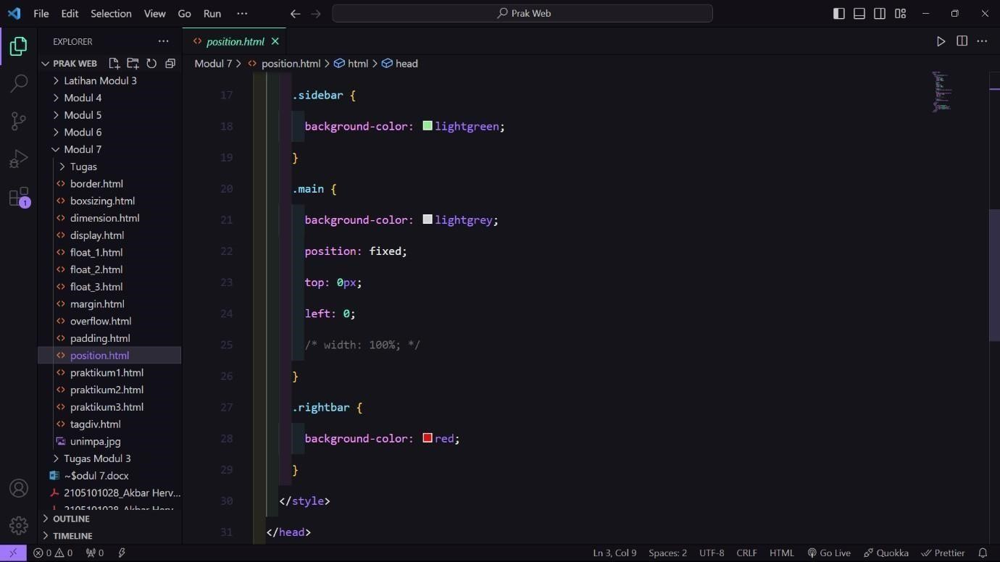 File Edit Selection View Go Run ··· Prak Web
EXPLORER ···
position.html
PRAK WEB
Modul 7 > position.html > html > head
Latihan Modul 3
Modul 4
Modul 5
Modul 6
Modul 7
Tugas
border.html
boxsizing.html
dimension.html
display.html
float_1.html
float_2.html
float_3.html
margin.html
overflow.html
padding.html
position.html
praktikum1.html
praktikum2.html
praktikum3.html
tagdiv.html
unimpa.jpg
Tugas Modul 3
~$odul 7.docx
2105101028_Akbar Herv...
2105101028_Akbar Herv...
OUTLINE
TIMELINE
1
17 .sidebar {
18 background-color: lightgreen;
19 }
20 .main {
21 background-color: lightgrey;
22 position: fixed;
23 top: 0px;
24 left: 0;
25 /* width: 100%; */
26 }
27 .rightbar {
28 background-color: red;
29 }
30 </style>
31 </head>
0 0 0 Ln 3, Col 9 Spaces: 2 UTF-8 CRLF HTML Go Live Quokka Prettier